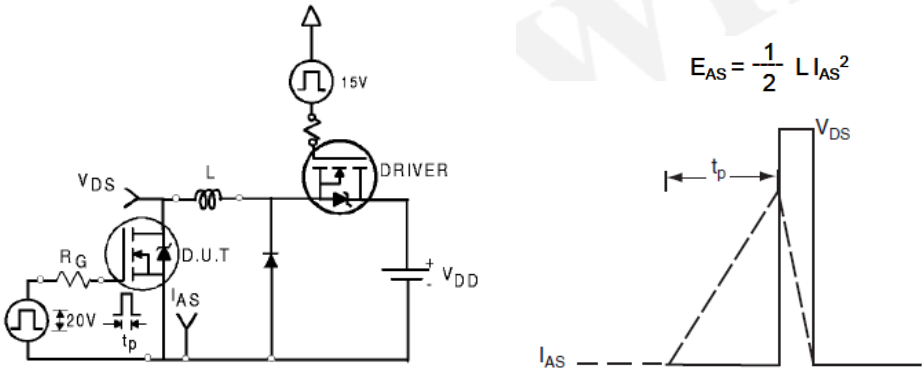 15V
DRIVER
L
VDS
D.U.T
RG
20V
tp
IAS
+
-
VDD
EAS = 1/2 L IAS²
VDS
tp
IAS